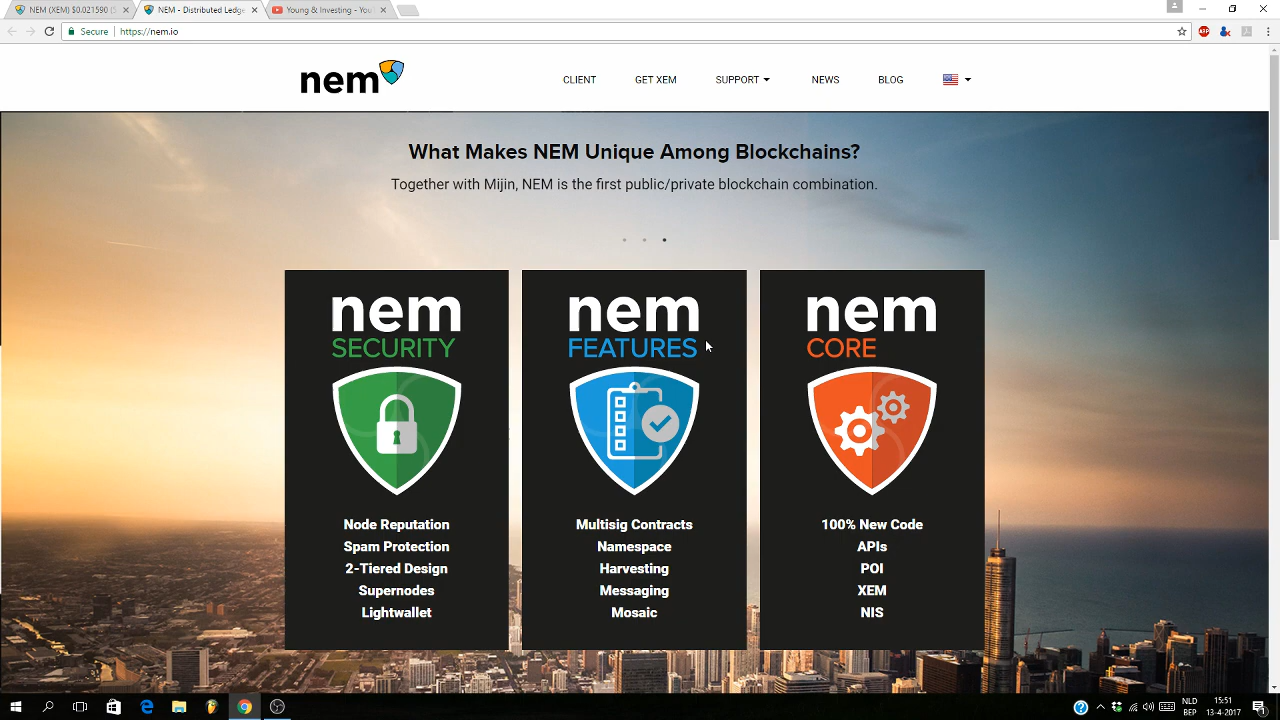 NEM (XEM) $0.021590 (5
NEM - Distributed Ledge
Young & Investing - You
Secure
https://nem.io
ABP
nem
CLIENT
GET XEM
SUPPORT
NEWS
BLOG
What Makes NEM Unique Among Blockchains?
Together with Mijin, NEM is the first public/private blockchain combination.
nem
SECURITY
Node Reputation
Spam Protection
2-Tiered Design
Supernodes
Lightwallet
nem
FEATURES
Multisig Contracts
Namespace
Harvesting
Messaging
Mosaic
nem
CORE
100% New Code
APIs
POI
XEM
NIS
NLD
BEP
15:51
13-4-2017